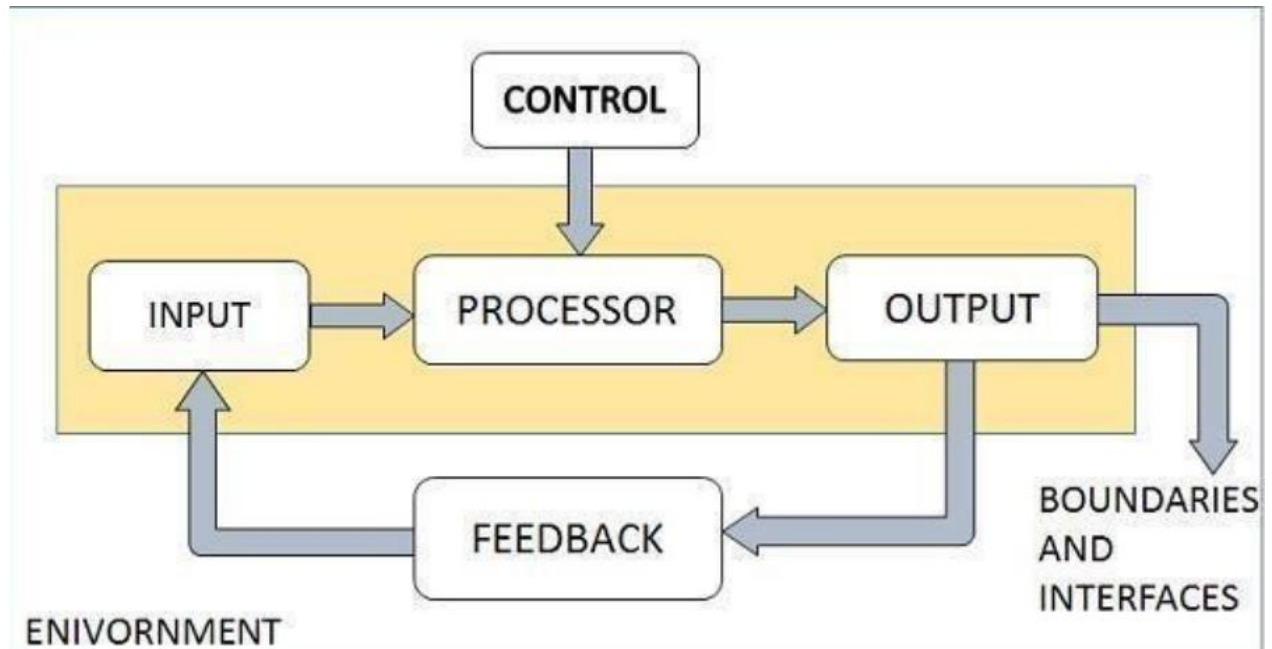 CONTROL
INPUT
PROCESSOR
OUTPUT
FEEDBACK
BOUNDARIES
AND
INTERFACES
ENIVORNMENT